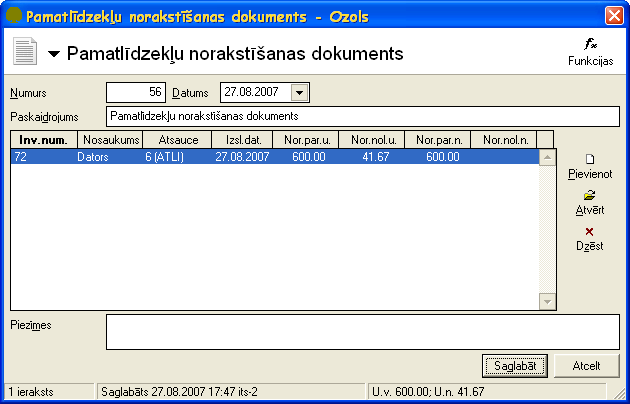 Pamatlīdzekļu norakstīšanas dokuments - Ozols
Pamatlīdzekļu norakstīšanas dokuments
Funkcijas
Numurs 56 Datums 27.08.2007
Paskaidrojums Pamatlīdzekļu norakstīšanas dokuments
Inv.num. Nosaukums Atsauce Izsl.dat. Nor.par.u. Nor.nol.u. Nor.par.n. Nor.nol.n.
72 Dators 6 (ATLI) 27.08.2007 600.00 41.67 600.00
Pievienot
Atvērt
Dzēst
Piezīmes
Saglabāt Atcelt
1 ieraksts Saglabāts 27.08.2007 17:47 its-2 U.v. 600.00; U.n. 41.67